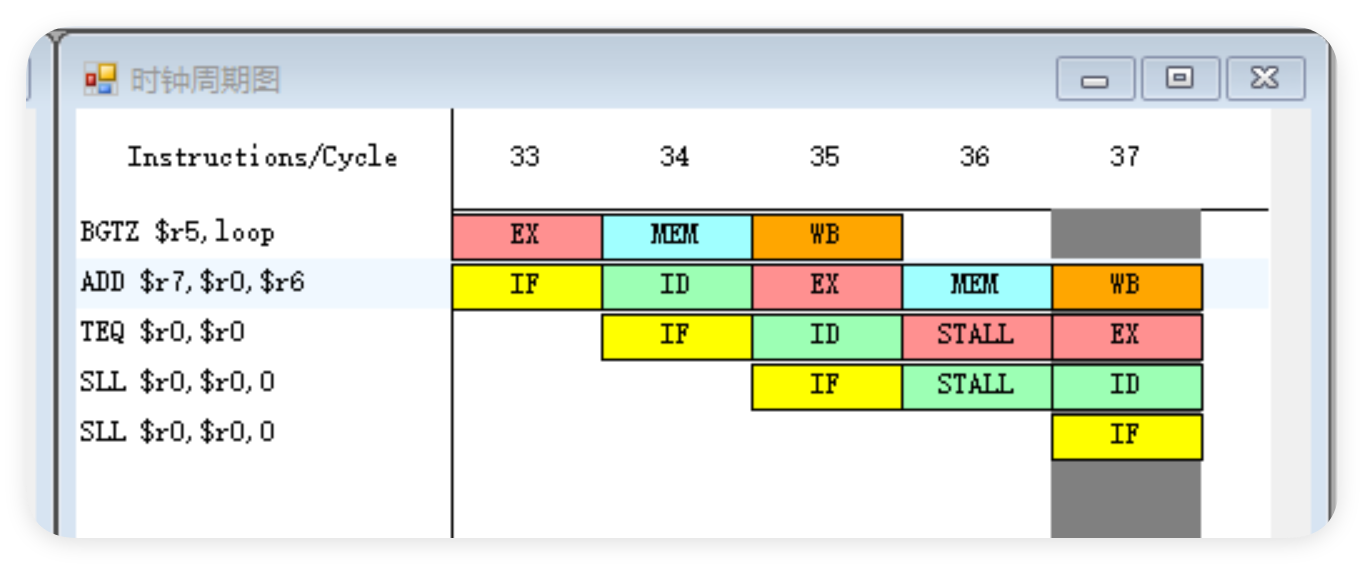 时钟周期图
Instructions/Cycle 33 34 35 36 37
BGTZ $r5,loop EX MEM WB
ADD $r7,$r0,$r6 IF ID EX MEM WB
TEQ $r0,$r0 IF ID STALL EX
SLL $r0,$r0,0 IF STALL ID
SLL $r0,$r0,0 IF